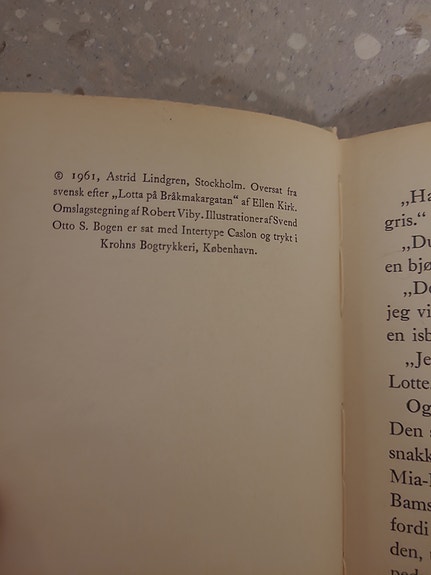 © 1961, Astrid Lindgren, Stockholm. Oversat fra
svensk efter „Lotta på Bråkmakargatan“ af Ellen Kirk.
Omslagstegning af Robert Viby. Illustrationer af Svend
Otto S. Bogen er sat med Intertype Caslon og trykt i
Krohns Bogtrykkeri, København.
„Ha
gris.“
„Du
en bjø
„De
jeg vi
en isb
„Je
Lotte
Og
Den s
snakk
Mia-
Bams
fordi
den,